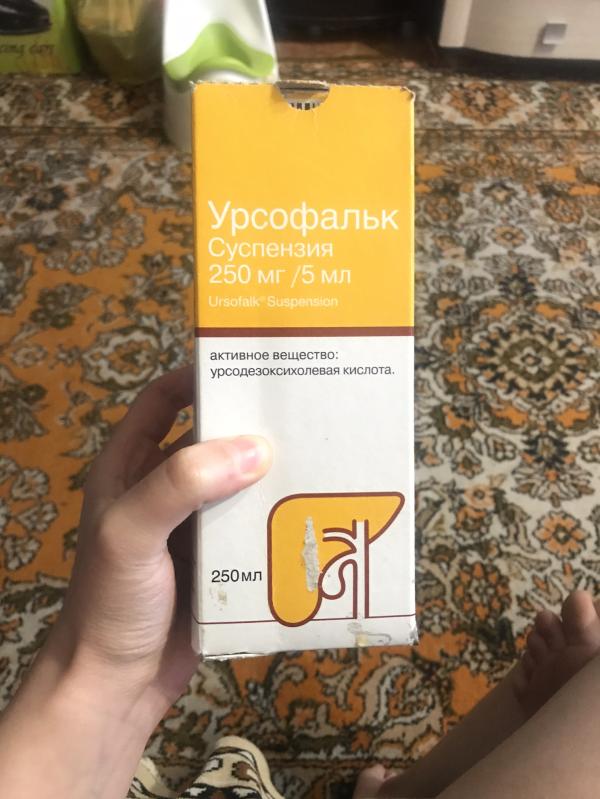 Урсофальк
Суспензия
250 мг /5 мл
Ursofalk® Suspension
активное вещество:
урсодезоксихолевая кислота.
250мл